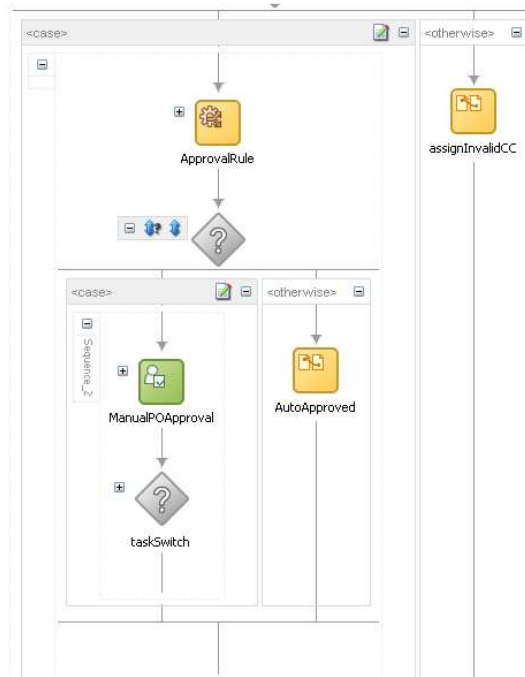 <case>
<otherwise>
ApprovalRule
assignInvalidCC
<case>
<otherwise>
Sequence_2
ManualPOApproval
AutoApproved
taskSwitch